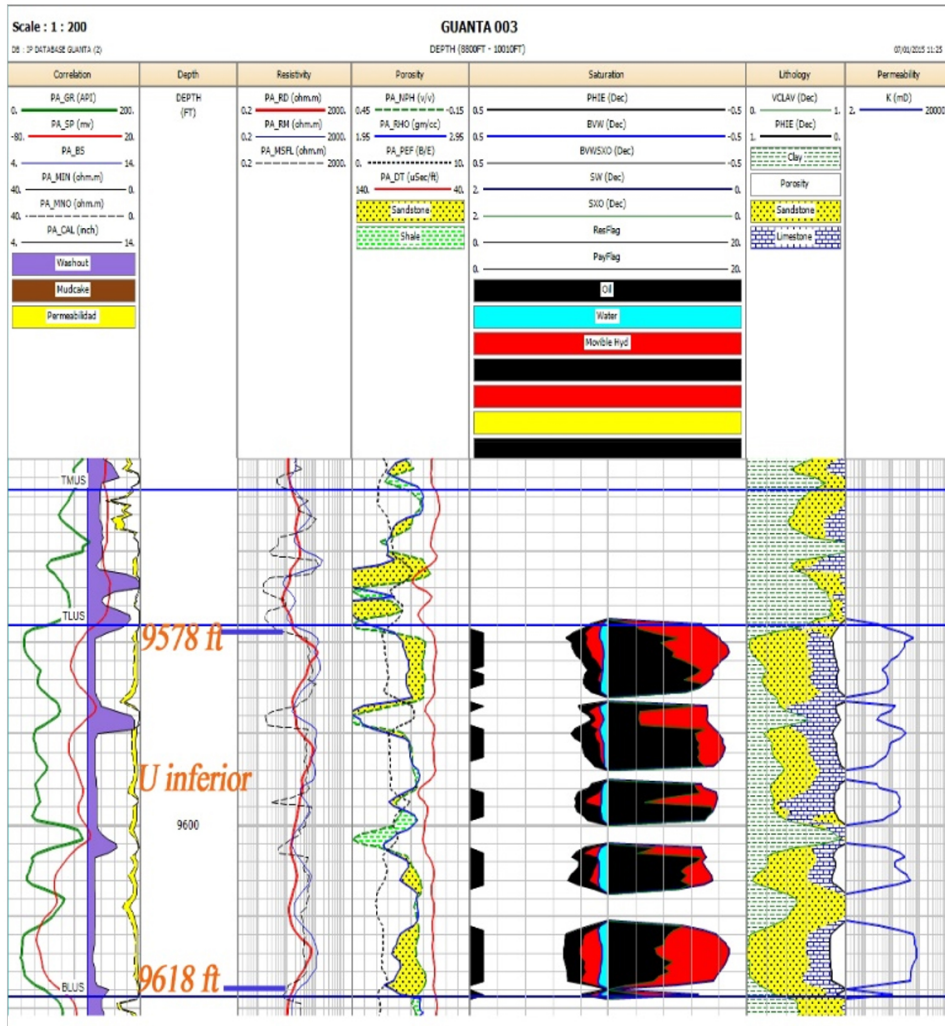 Scale : 1 : 200
GUANTA 003
DB : IP DATABASE GUANTA (2)
DEPTH (8800FT - 10010FT)
07/01/2015 11:25
Correlation Depth Resistivity Porosity Saturation Lithology Permeability
PA_GR (API)
0. 200.
PA_SP (mv)
-80. 20.
PA_BS
4. 14.
PA_MIN (ohm.m)
40. 0.
PA_MNO (ohm.m)
40. 0.
PA_CAL (inch)
4. 14.
Washout
Mudcake
Permeabilidad
DEPTH
(FT)
PA_RD (ohm.m)
0.2 2000.
PA_RM (ohm.m)
0.2 2000.
PA_MSFL (ohm.m)
0.2 2000.
PA_NPH (v/v)
0.45 -0.15
PA_RHO (gm/cc)
1.95 2.95
PA_PEF (B/E)
0. 10.
PA_DT (uSec/ft)
140. 40.
Sandstone
Shale
PHIE (Dec)
0.5 -0.5
BVW (Dec)
0.5 -0.5
BVWSXO (Dec)
0.5 -0.5
SW (Dec)
2. 0.
SXO (Dec)
2. 0.
ResFlag
0. 20.
PayFlag
0. 20.
Oil
Water
Movible Hyd
VCLAV (Dec)
0. 1.
PHIE (Dec)
1. 0.
Clay
Porosity
Sandstone
Limestone
K (mD)
2. 20000
TMUS
TLUS
9578 ft
U inferior
9600
9618 ft
BLUS